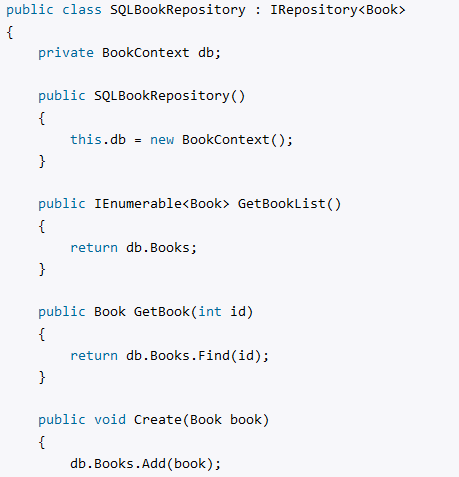 public class SQLBookRepository : IRepository<Book>
{
    private BookContext db;

    public SQLBookRepository()
    {
        this.db = new BookContext();
    }

    public IEnumerable<Book> GetBookList()
    {
        return db.Books;
    }

    public Book GetBook(int id)
    {
        return db.Books.Find(id);
    }

    public void Create(Book book)
    {
        db.Books.Add(book);